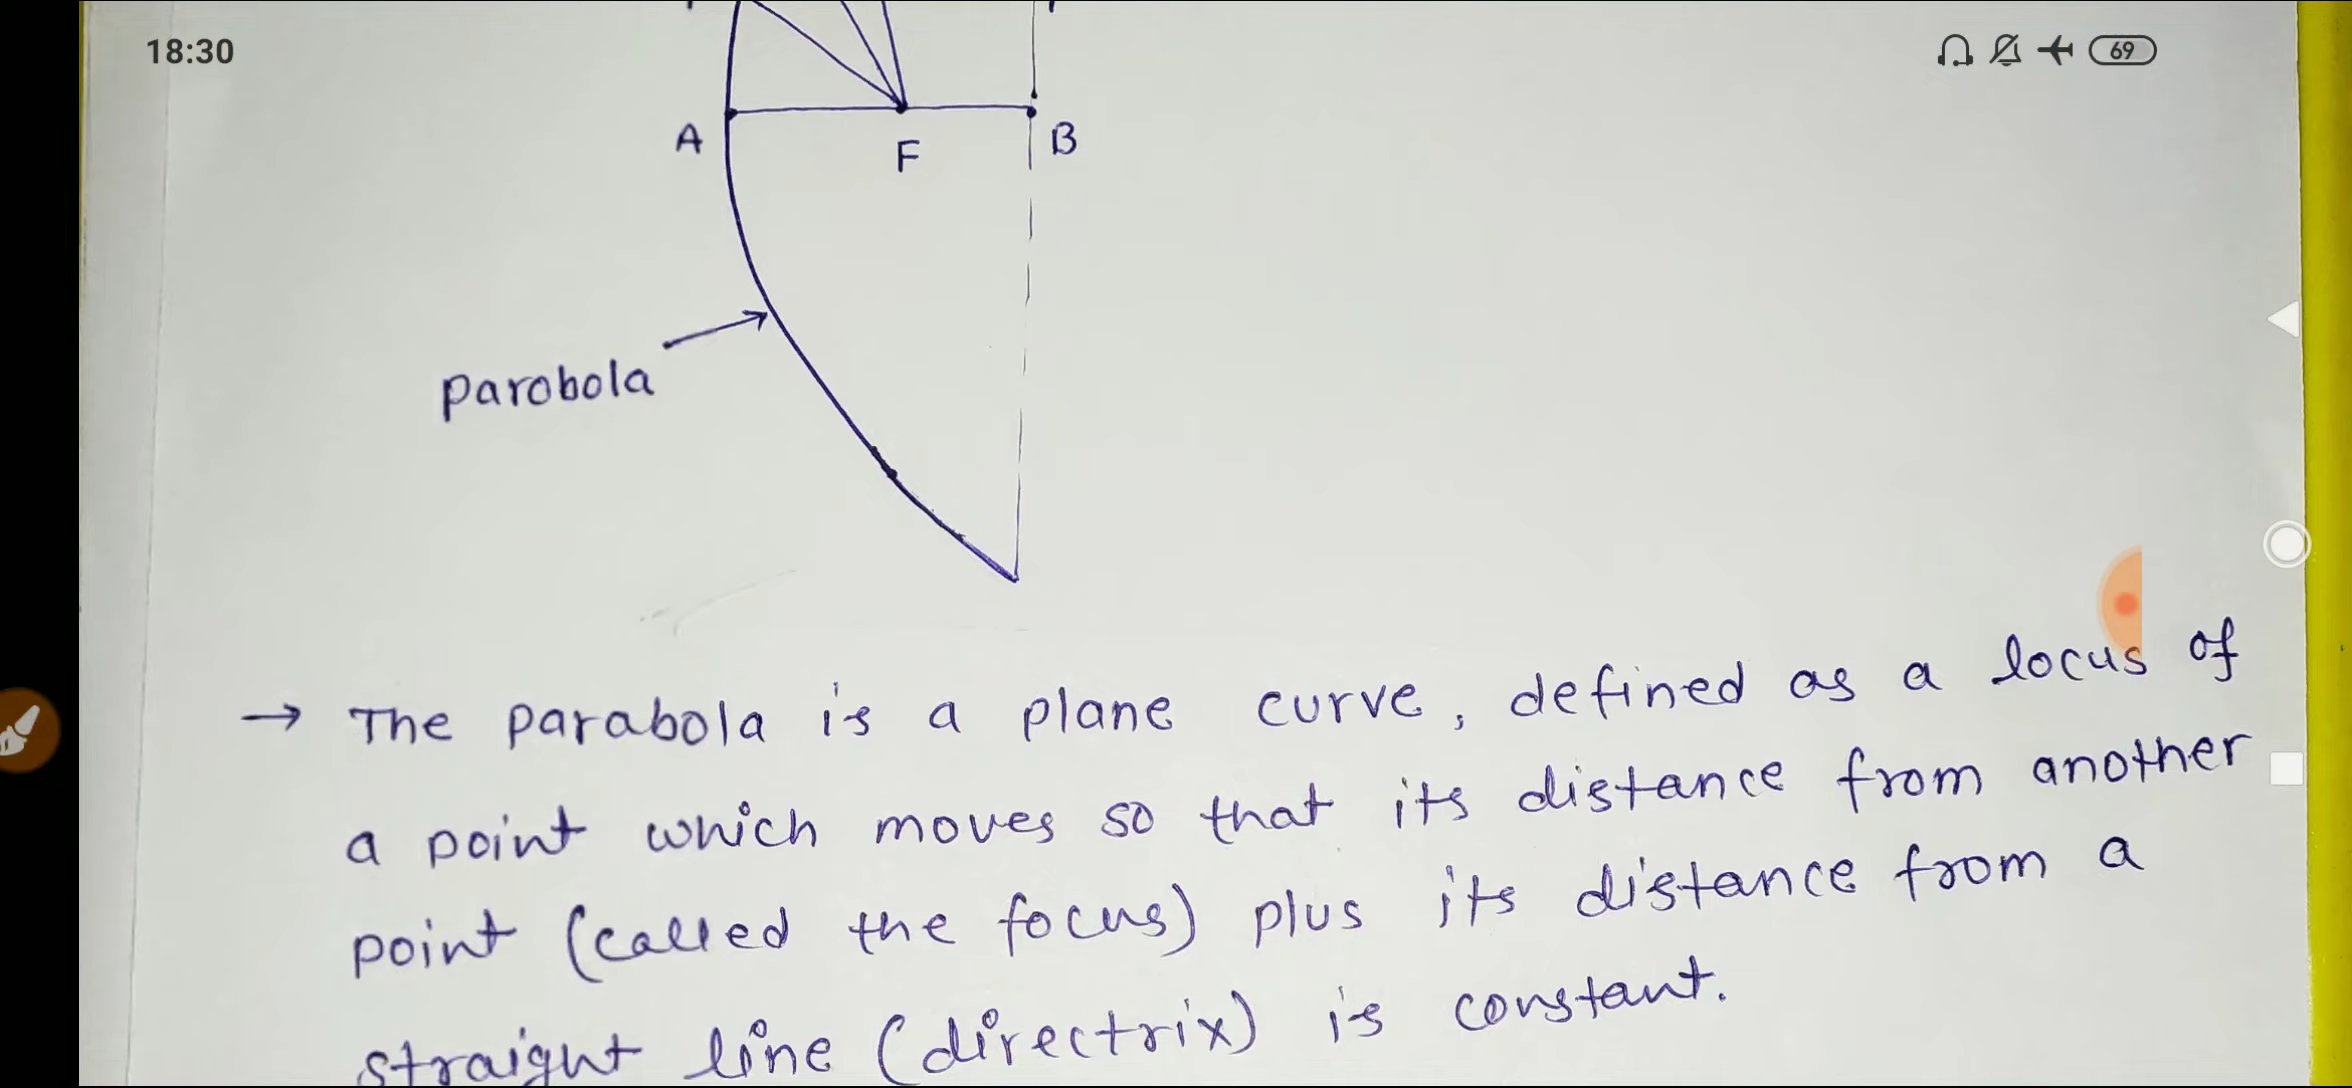 18:30
69
A
F
B
parobola
→ The parabola is a plane curve, defined as a locus of
a point which moves so that its distance from another
point (called the focus) plus its distance from a
straight line (directrix) is constant.